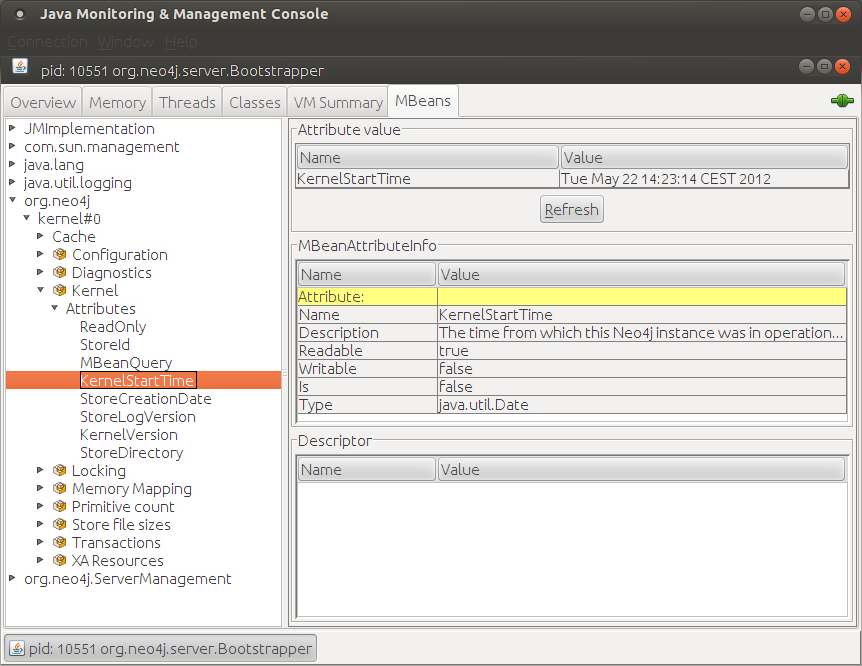 Java Monitoring & Management Console
Connection Window Help
pid: 10551 org.neo4j.server.Bootstrapper
Overview Memory Threads Classes VM Summary MBeans
JMImplementation
com.sun.management
java.lang
java.util.logging
org.neo4j
kernel#0
Cache
Configuration
Diagnostics
Kernel
Attributes
ReadOnly
StoreId
MBeanQuery
KernelStartTime
StoreCreationDate
StoreLogVersion
KernelVersion
StoreDirectory
Locking
Memory Mapping
Primitive count
Store file sizes
Transactions
XA Resources
org.neo4j.ServerManagement
Attribute value
Name Value
KernelStartTime Tue May 22 14:23:14 CEST 2012
Refresh
MBeanAttributeInfo
Name Value
Attribute:
Name KernelStartTime
Description The time from which this Neo4j instance was in operation...
Readable true
Writable false
Is false
Type java.util.Date
Descriptor
Name Value
pid: 10551 org.neo4j.server.Bootstrapper